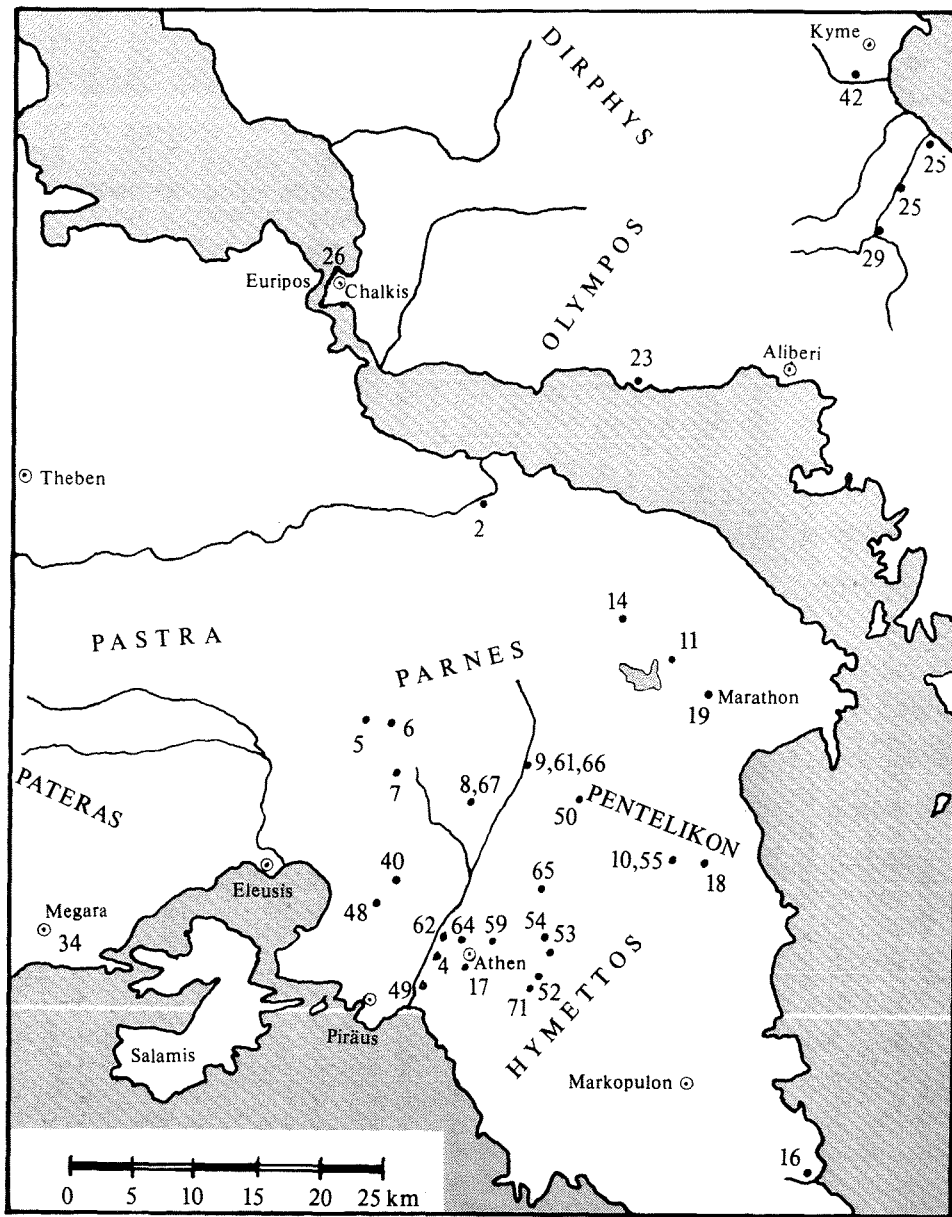 Kyme
DIRPHYS
42
25
25
29
26
Euripos
Chalkis
OLYMPOS
23
Aliberi
Theben
2
14
PASTRA
PARNES
11
19
Marathon
5
6
7
8,67
9,61,66
PATERAS
50
PENTELIKON
10,55
18
40
Eleusis
65
48
Megara
34
62
64
59
54
53
4
Athen
17
49
52
71
HYMETTOS
Piräus
Salamis
Markopulon
16
0 5 10 15 20 25 km